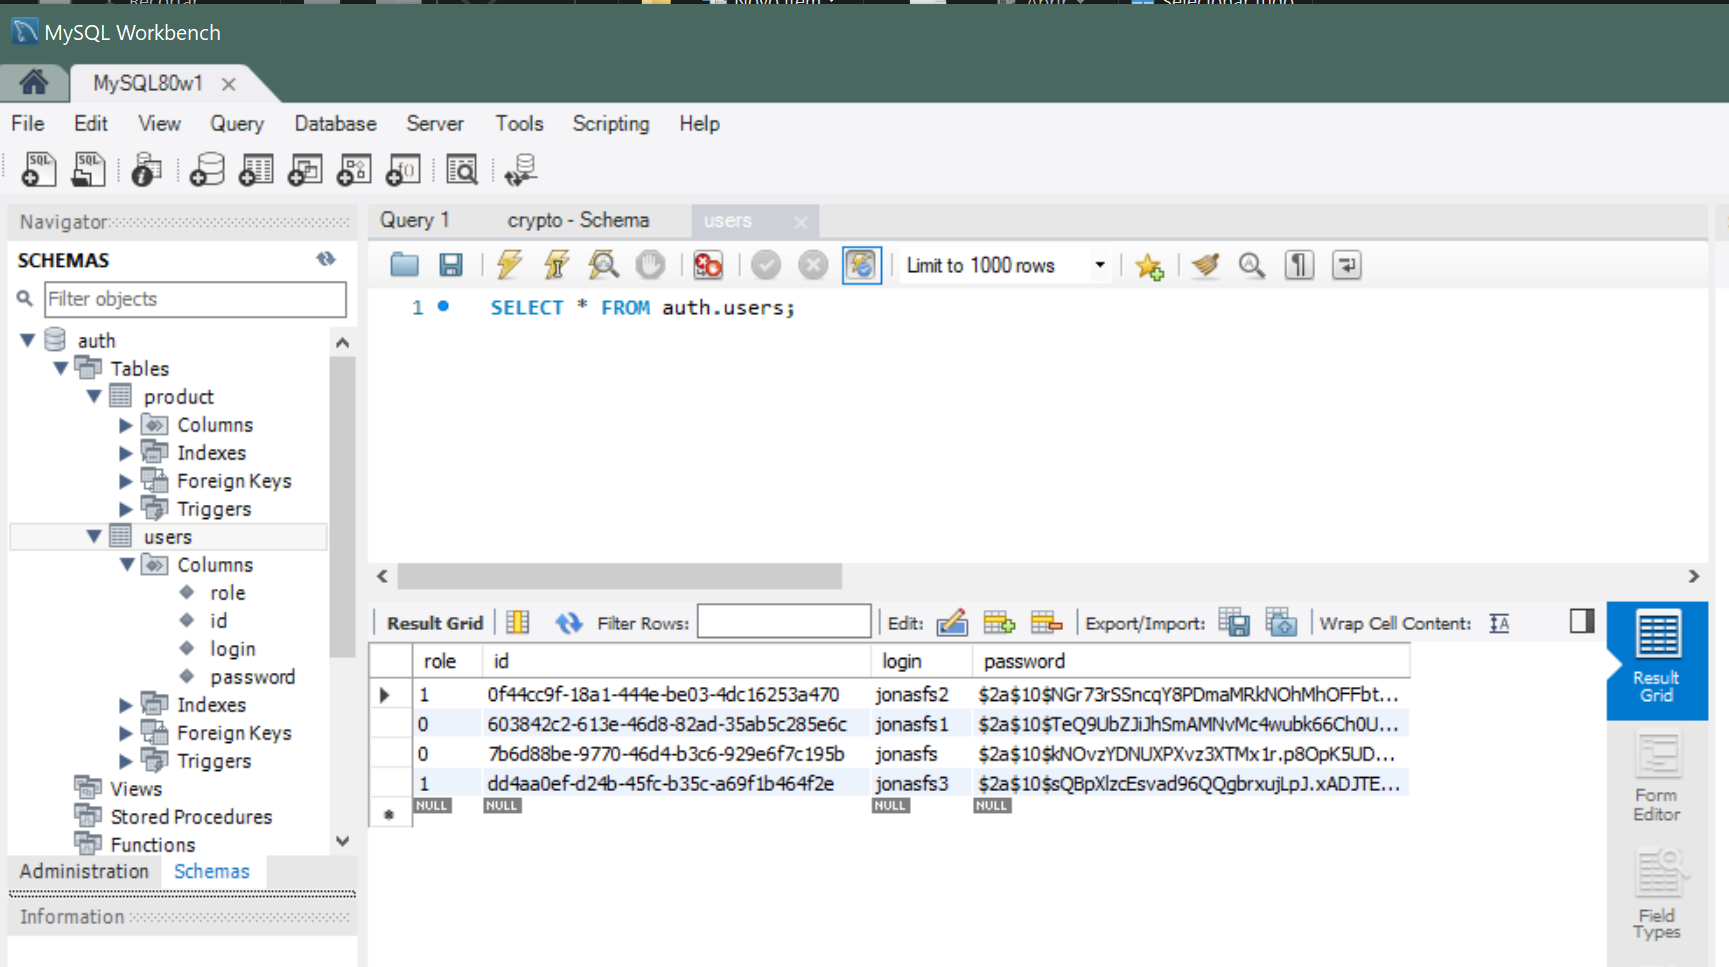 MySQL Workbench
MySQL80w1
File Edit View Query Database Server Tools Scripting Help
Navigator
SCHEMAS
Filter objects
auth
Tables
product
Columns
Indexes
Foreign Keys
Triggers
users
Columns
role
id
login
password
Indexes
Foreign Keys
Triggers
Views
Stored Procedures
Functions
Administration Schemas
Information
Query 1 crypto - Schema users
Limit to 1000 rows
1 SELECT * FROM auth.users;
Result Grid Filter Rows: Edit: Export/Import: Wrap Cell Content:
role id login password
1 0f44cc9f-18a1-444e-be03-4dc16253a470 jonasfs2 $2a$10$NGr73rSSncqY8PDmaMRkNOhMhOFFbt...
0 603842c2-613e-46d8-82ad-35ab5c285e6c jonasfs1 $2a$10$TeQ9UbZJiJhSmAMNvMc4wubk66Ch0U...
0 7b6d88be-9770-46d4-b3c6-929e6f7c195b jonasfs $2a$10$kNOvzYDNUXPXvz3XTMx1r.p8OpK5UD...
1 dd4aa0ef-d24b-45fc-b35c-a69f1b464f2e jonasfs3 $2a$10$sQBpXlzcEsvad96QQgbrxujLpJ.xADJTE...
NULL NULL NULL NULL
Result
Grid
Form
Editor
Field
Types